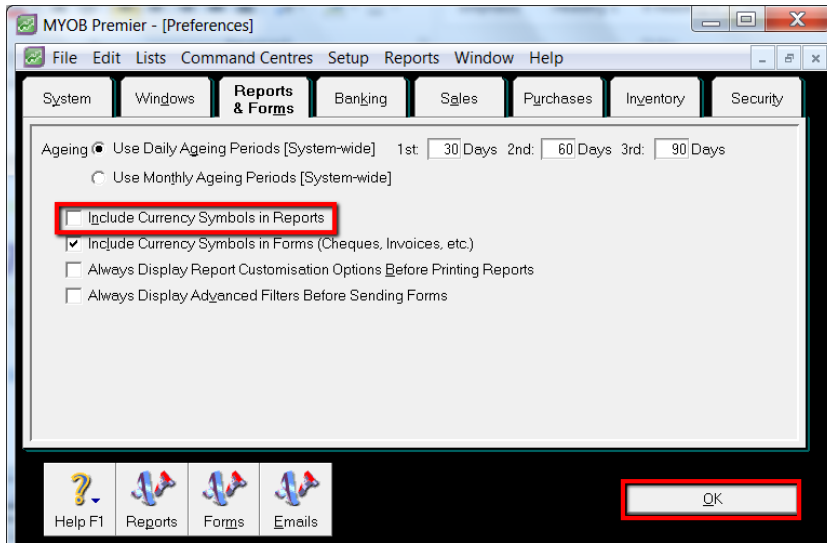 MYOB Premier - [Preferences]
File Edit Lists Command Centres Setup Reports Window Help
System Windows Reports & Forms Banking Sales Purchases Inventory Security
Ageing Use Daily Ageing Periods [System-wide] 1st: 30 Days 2nd: 60 Days 3rd: 90 Days
Use Monthly Ageing Periods [System-wide]
Include Currency Symbols in Reports
Include Currency Symbols in Forms (Cheques, Invoices, etc.)
Always Display Report Customisation Options Before Printing Reports
Always Display Advanced Filters Before Sending Forms
Help F1 Reports Forms Emails OK